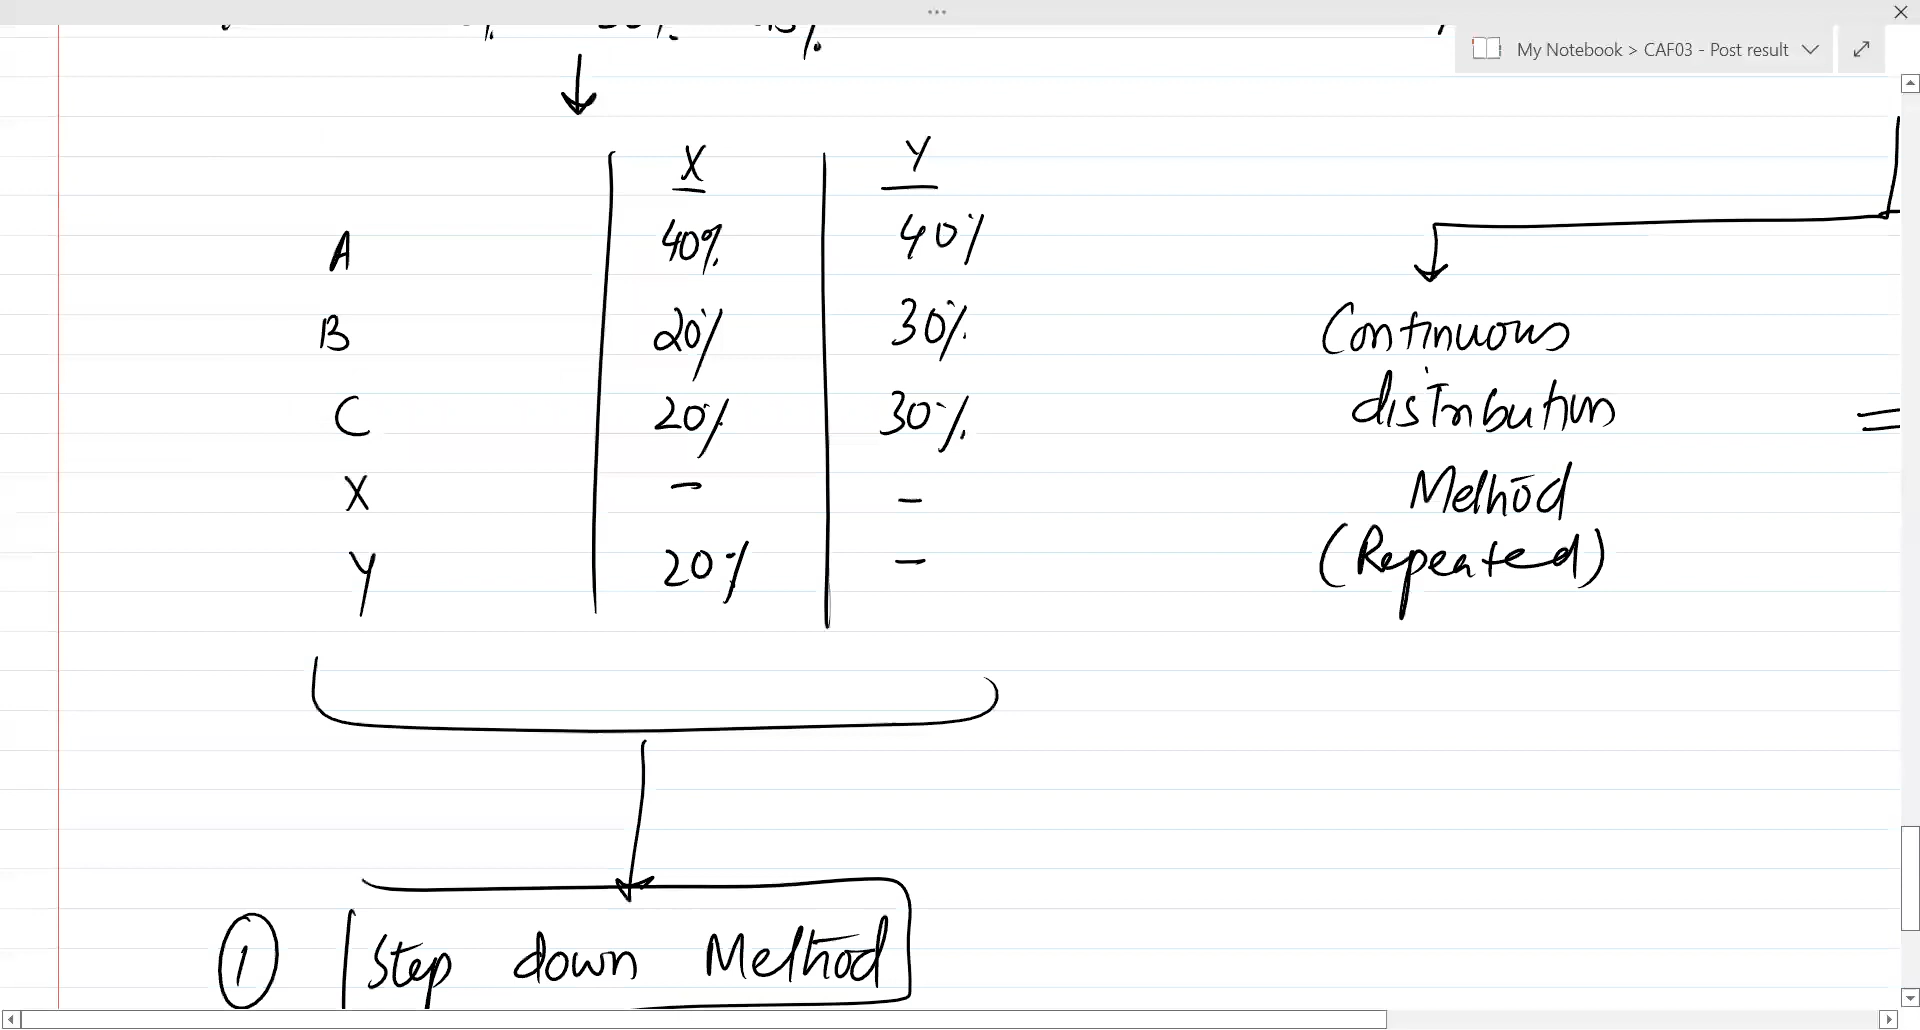 My Notebook > CAF03 - Post result
X Y
A 40% 40%
B 20% 30%
C 20% 30%
X - -
Y 20% -
Continuous
distribution
Method
(Repeated)
1 Step down Method